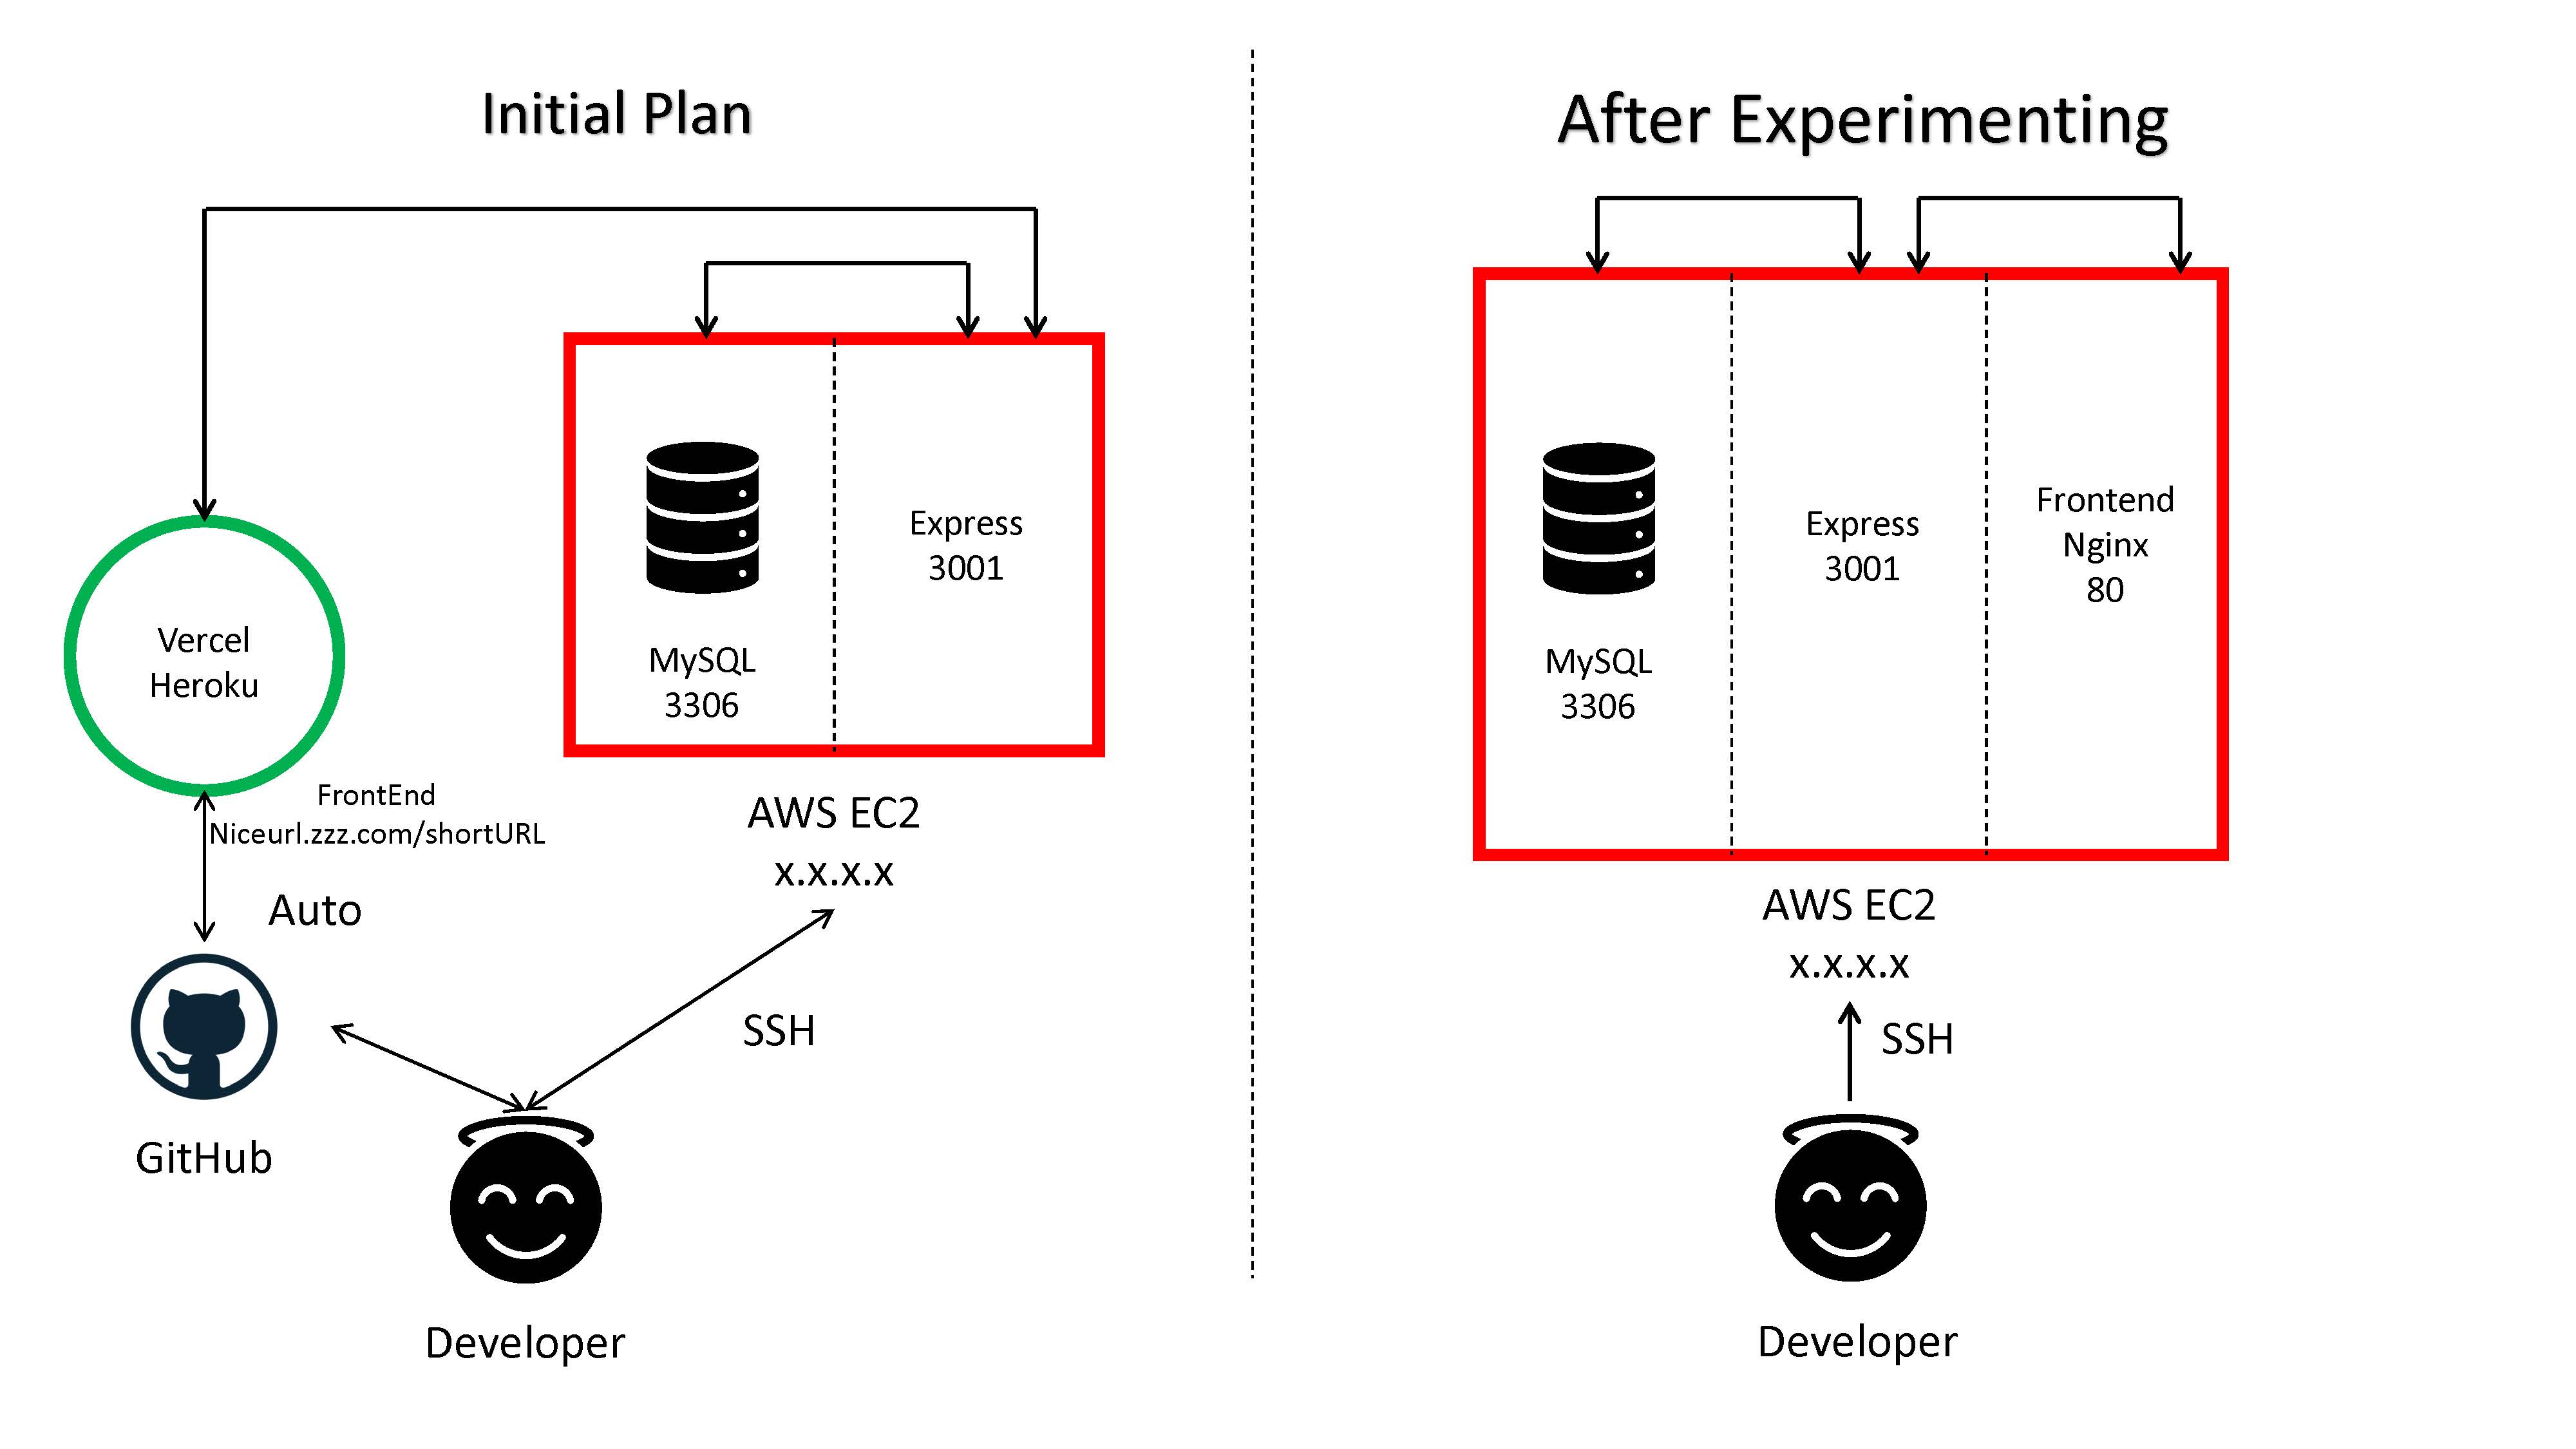 Initial Plan
Vercel
Heroku
FrontEnd
Niceurl.zzz.com/shortURL
Auto
GitHub
MySQL
3306
Express
3001
AWS EC2
x.x.x.x
SSH
Developer
After Experimenting
MySQL
3306
Express
3001
Frontend
Nginx
80
AWS EC2
x.x.x.x
SSH
Developer